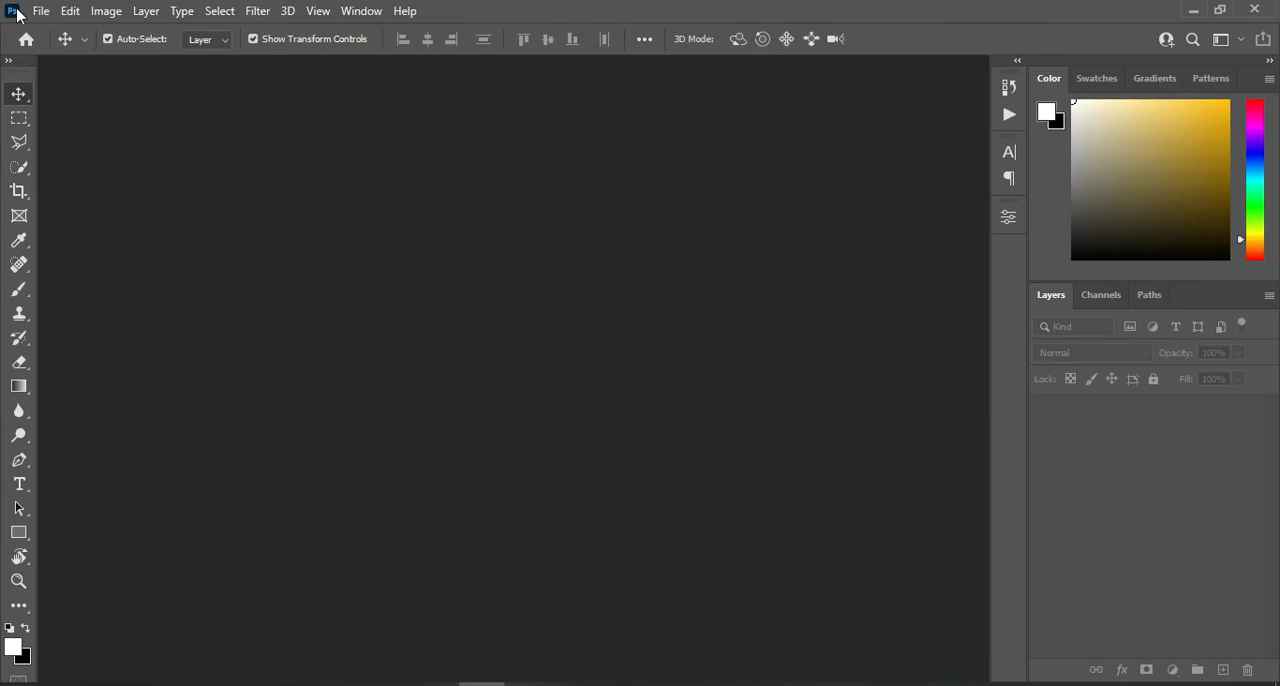 Ps File Edit Image Layer Type Select Filter 3D View Window Help
Auto-Select: Layer Show Transform Controls 3D Mode:
Color Swatches Gradients Patterns
Layers Channels Paths
Kind
Normal Opacity: 100%
Lock: Fill: 100%